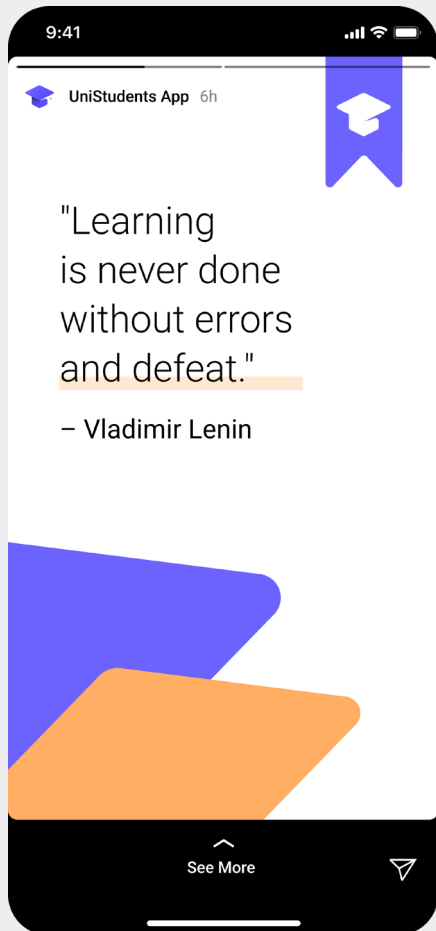 9:41
UniStudents App 6h
"Learning
is never done
without errors
and defeat."
– Vladimir Lenin
See More